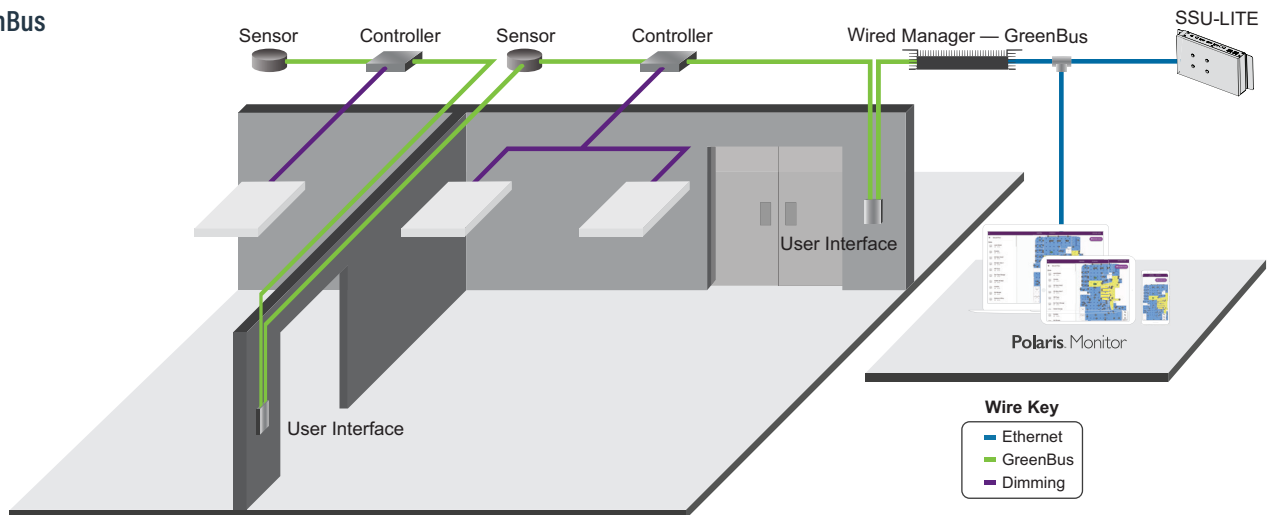 nBus
SSU-LITE
Sensor
Controller
Sensor
Controller
Wired Manager — GreenBus
User Interface
Polaris. Monitor
User Interface
Wire Key
Ethernet
GreenBus
Dimming